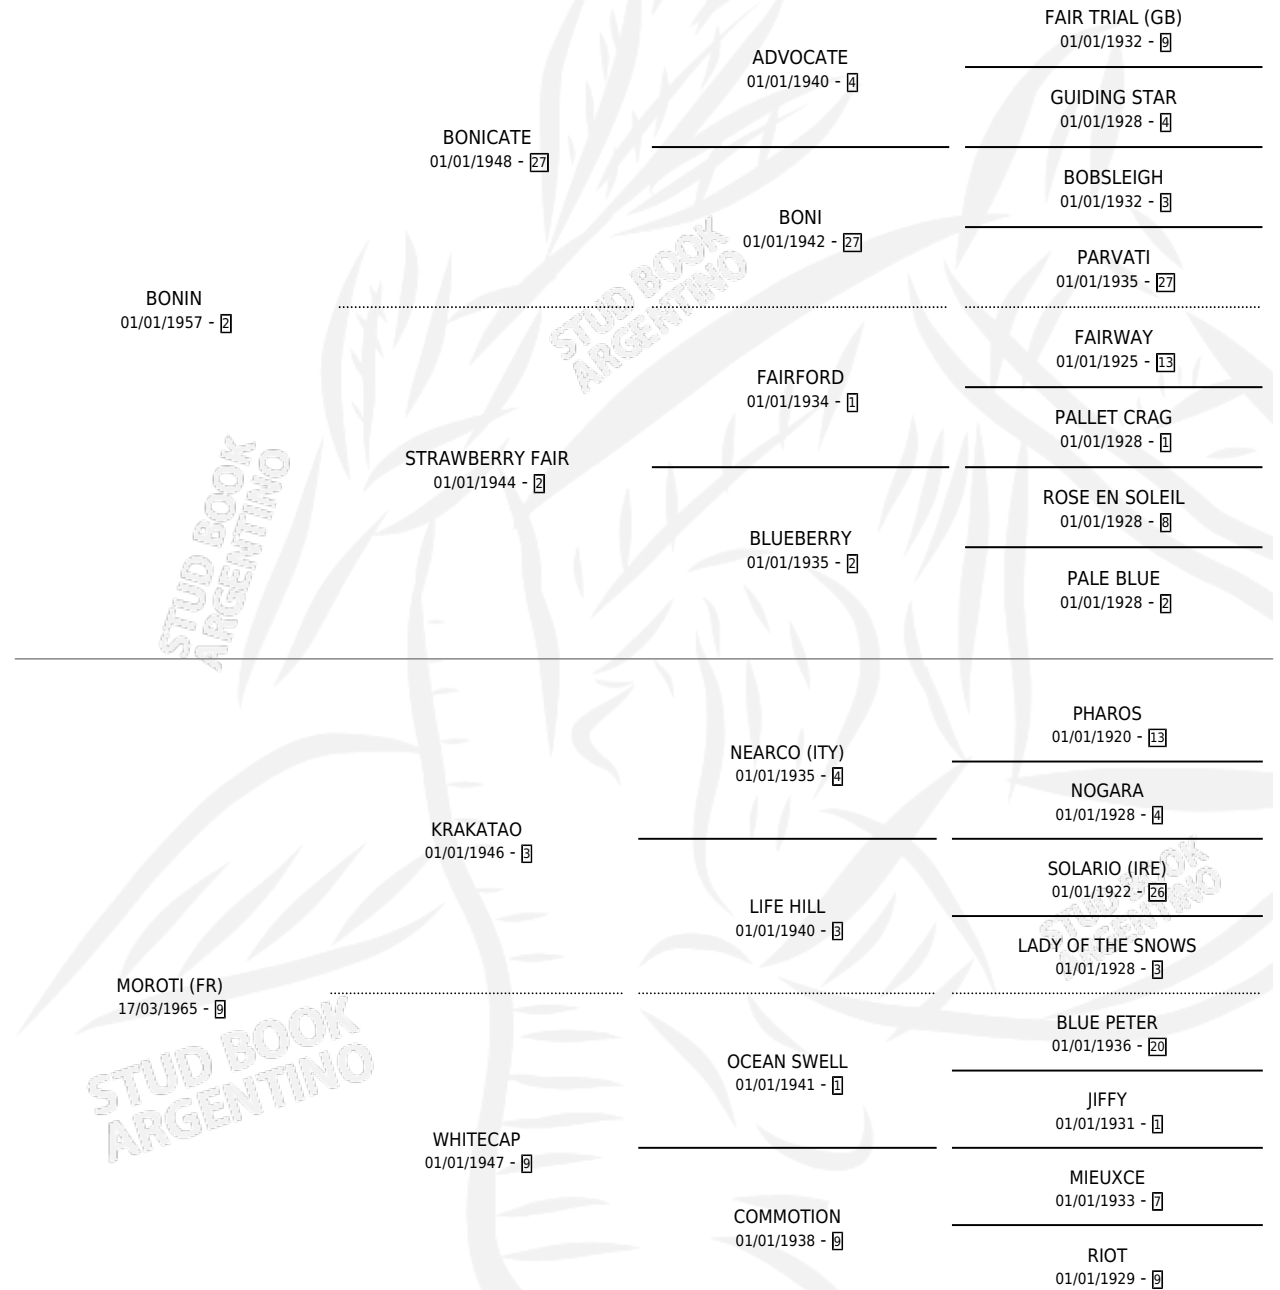 FAIR TRIAL (GB)
01/01/1932 - 9
ADVOCATE
01/01/1940 - 4
GUIDING STAR
01/01/1928 - 4
BONICATE
01/01/1948 - 27
BOBSLEIGH
01/01/1932 - 3
BONI
01/01/1942 - 27
PARVATI
01/01/1935 - 27
BONIN
01/01/1957 - 2
FAIRWAY
01/01/1925 - 13
FAIRFORD
01/01/1934 - 1
PALLET CRAG
01/01/1928 - 1
STRAWBERRY FAIR
01/01/1944 - 2
ROSE EN SOLEIL
01/01/1928 - 8
BLUEBERRY
01/01/1935 - 2
PALE BLUE
01/01/1928 - 2
PHAROS
01/01/1920 - 13
NEARCO (ITY)
01/01/1935 - 4
NOGARA
01/01/1928 - 4
KRAKATAO
01/01/1946 - 3
SOLARIO (IRE)
01/01/1922 - 26
LIFE HILL
01/01/1940 - 3
LADY OF THE SNOWS
01/01/1928 - 3
MOROTI (FR)
17/03/1965 - 9
BLUE PETER
01/01/1936 - 20
OCEAN SWELL
01/01/1941 - 1
JIFFY
01/01/1931 - 1
WHITECAP
01/01/1947 - 9
MIEUXCE
01/01/1933 - 7
COMMOTION
01/01/1938 - 9
RIOT
01/01/1929 - 9
STUD BOOK
ARGENTINO
STUD BOOK
ARGENTINO
STUD BOOK
ARGENTINO
STUD BOOK
ARGENTINO